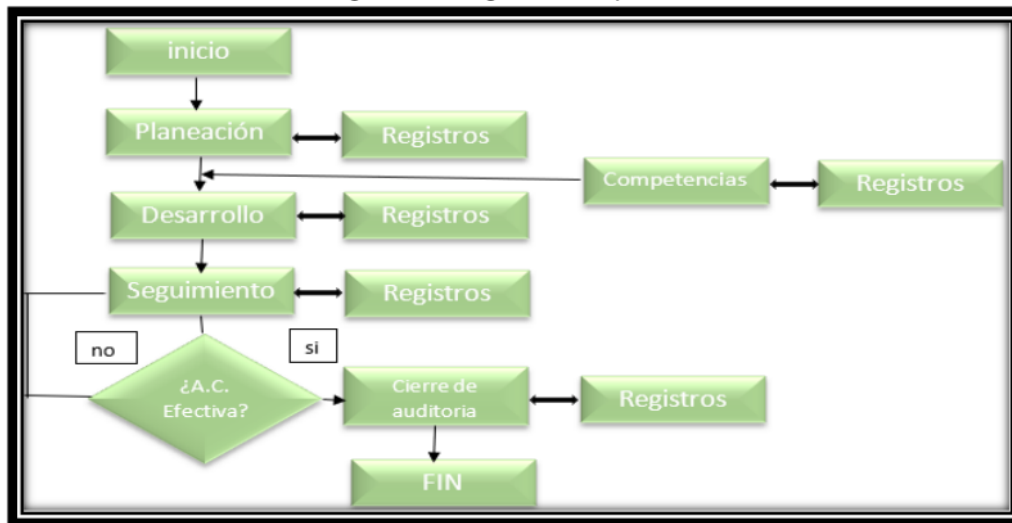 inicio
Planeación
Registros
Competencias
Registros
Desarrollo
Registros
Seguimiento
Registros
no
si
¿A.C.
Efectiva?
Cierre de
auditoria
Registros
FIN